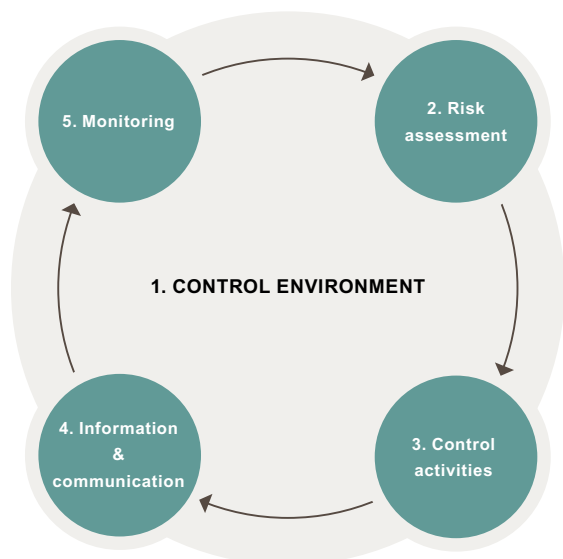 5. Monitoring
2. Risk
assessment
1. CONTROL ENVIRONMENT
4. Information
&
communication
3. Control
activities